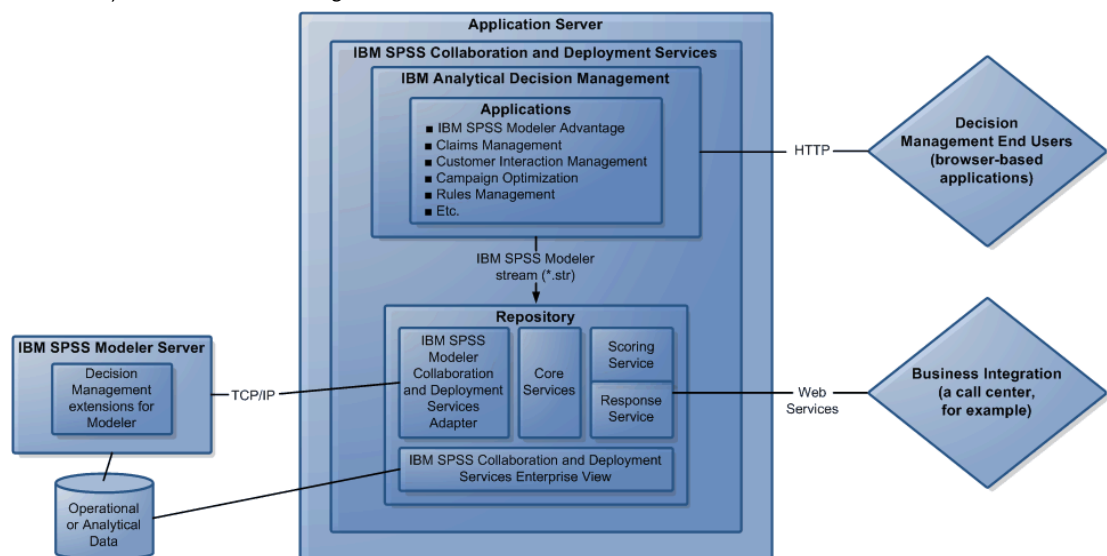 Application Server
IBM SPSS Collaboration and Deployment Services
IBM Analytical Decision Management
Applications
■ IBM SPSS Modeler Advantage
■ Claims Management
■ Customer Interaction Management
■ Campaign Optimization
■ Rules Management
■ Etc.
HTTP
Decision
Management End Users
(browser-based
applications)
IBM SPSS Modeler
stream (*.str)
Repository
IBM SPSS
Modeler
Collaboration
and Deployment
Services
Adapter
Core
Services
Scoring
Service
Response
Service
IBM SPSS Collaboration and Deployment
Services Enterprise View
IBM SPSS Modeler Server
Decision
Management
extensions for
Modeler
TCP/IP
Operational
or Analytical
Data
Web
Services
Business Integration
(a call center,
for example)